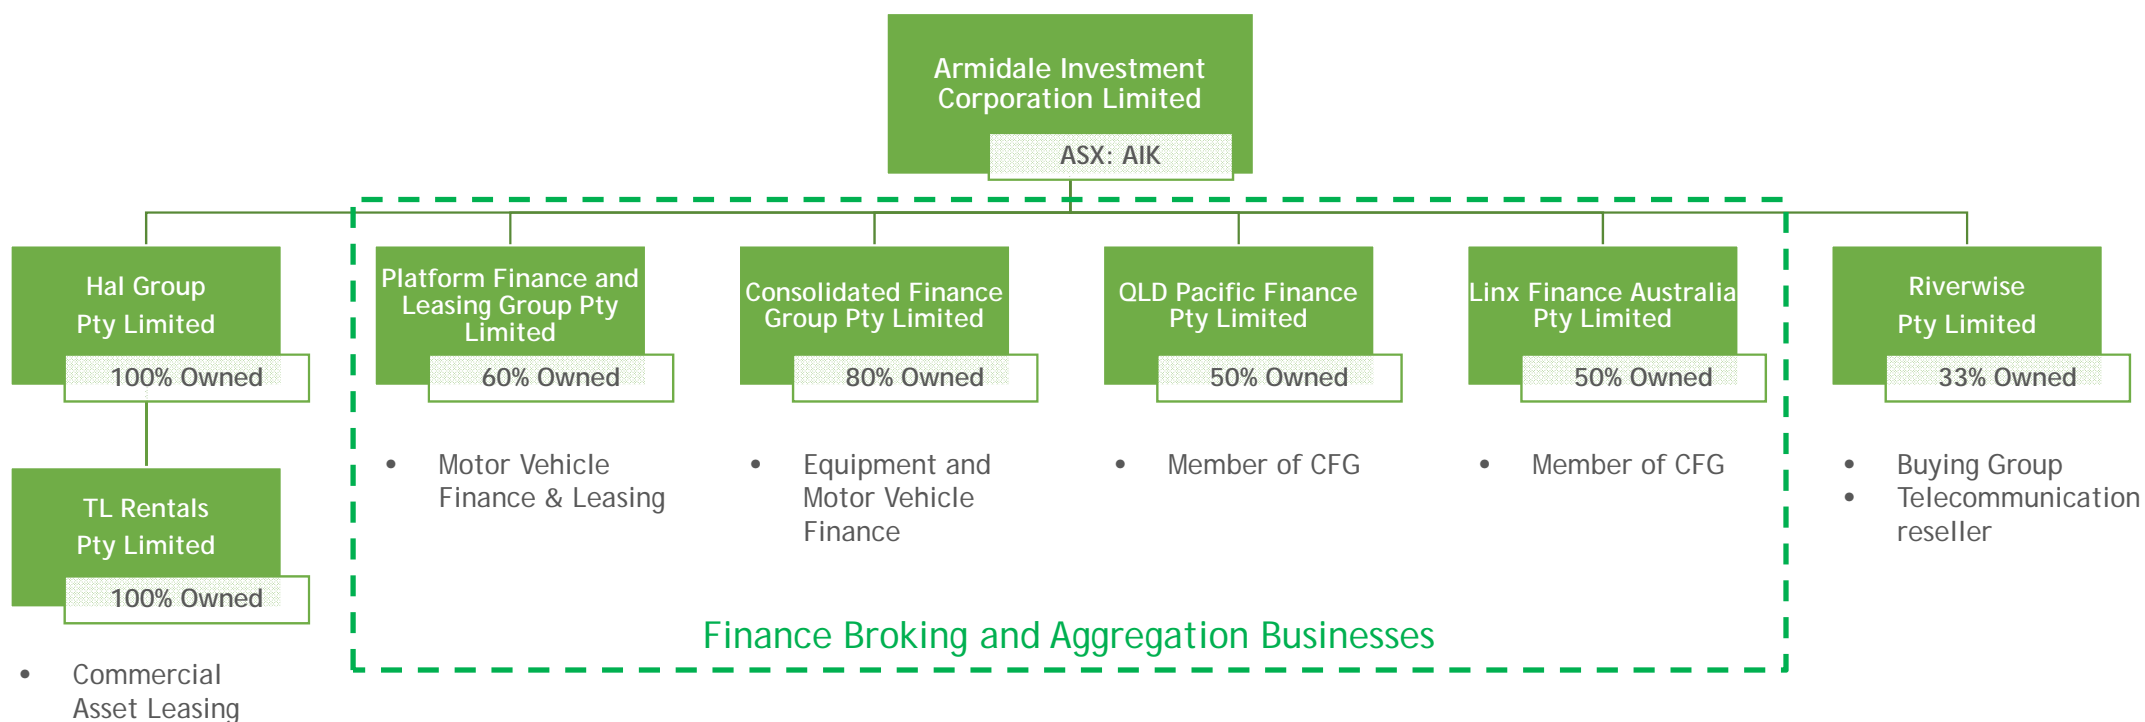 Armidale Investment
Corporation Limited
ASX: AIK
Hal Group
Pty Limited
100% Owned
TL Rentals
Pty Limited
100% Owned
• Commercial
Asset Leasing
Platform Finance and
Leasing Group Pty
Limited
60% Owned
• Motor Vehicle
Finance & Leasing
Consolidated Finance
Group Pty Limited
80% Owned
• Equipment and
Motor Vehicle
Finance
QLD Pacific Finance
Pty Limited
50% Owned
• Member of CFG
Linx Finance Australia
Pty Limited
50% Owned
• Member of CFG
Riverwise
Pty Limited
33% Owned
• Buying Group
• Telecommunication
reseller
Finance Broking and Aggregation Businesses